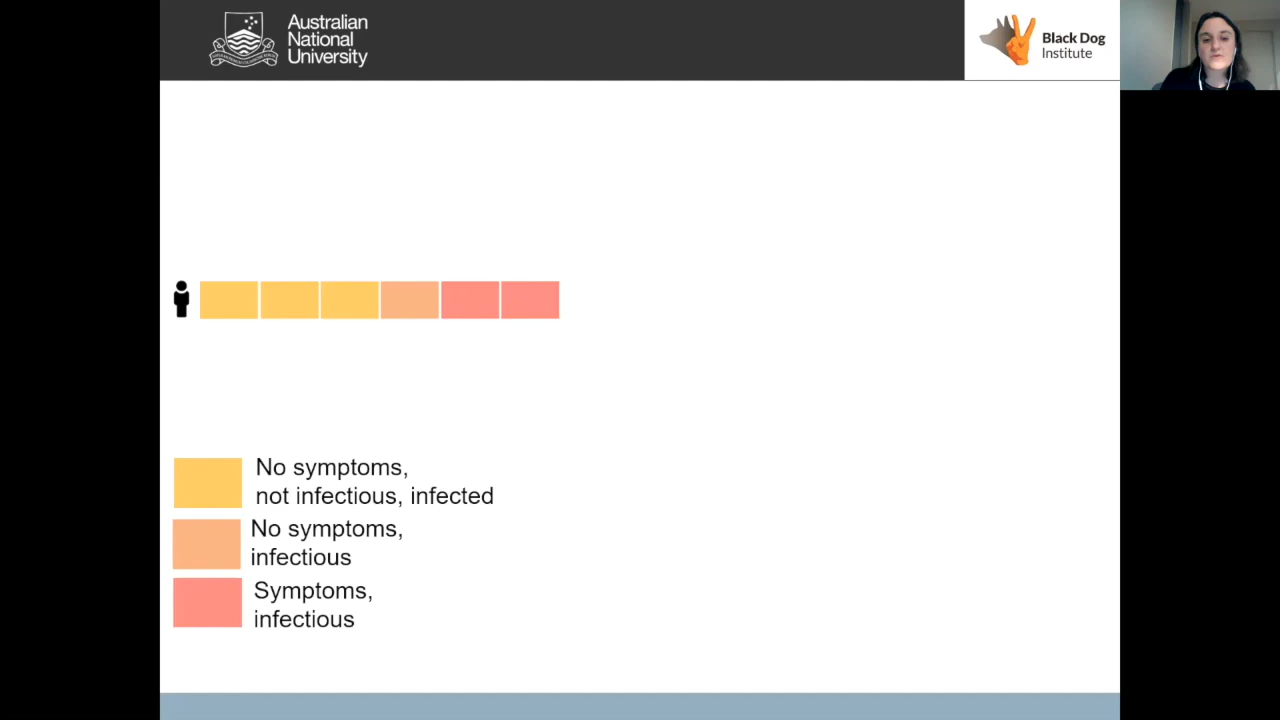 Australian
National
University
Black Dog
Institute
No symptoms,
not infectious, infected
No symptoms,
infectious
Symptoms,
infectious